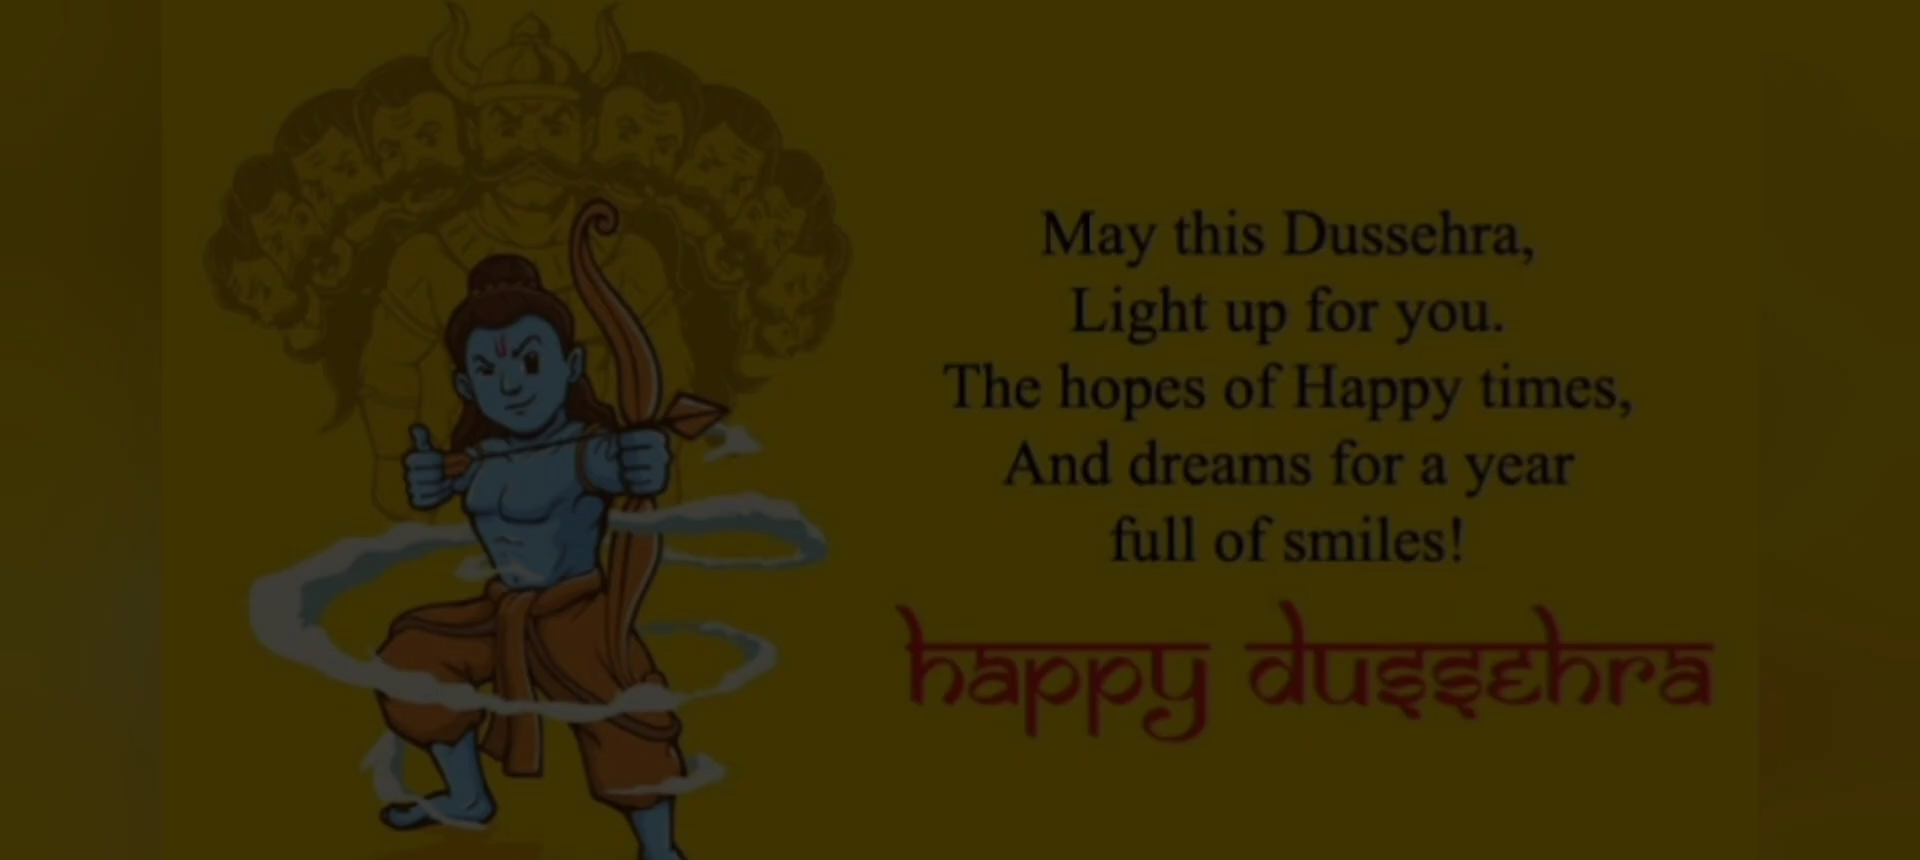 May this Dussehra,
Light up for you.
The hopes of Happy times,
And dreams for a year
full of smiles!
happy dussehra